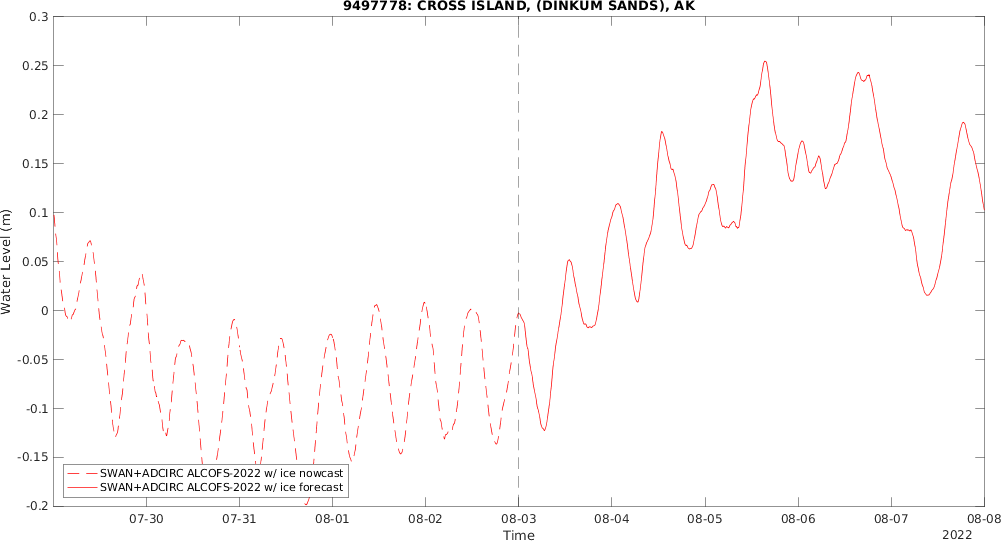 9497778: CROSS ISLAND, (DINKUM SANDS), AK
0.3
0.25
0.2
0.15
0.1
0.05
0
-0.05
-0.1
-0.15
-0.2
Water Level (m)
SWAN+ADCIRC ALCOFS-2022 w/ ice nowcast
SWAN+ADCIRC ALCOFS-2022 w/ ice forecast
07-30 07-31 08-01 08-02 08-03 08-04 08-05 08-06 08-07 08-08
Time
2022